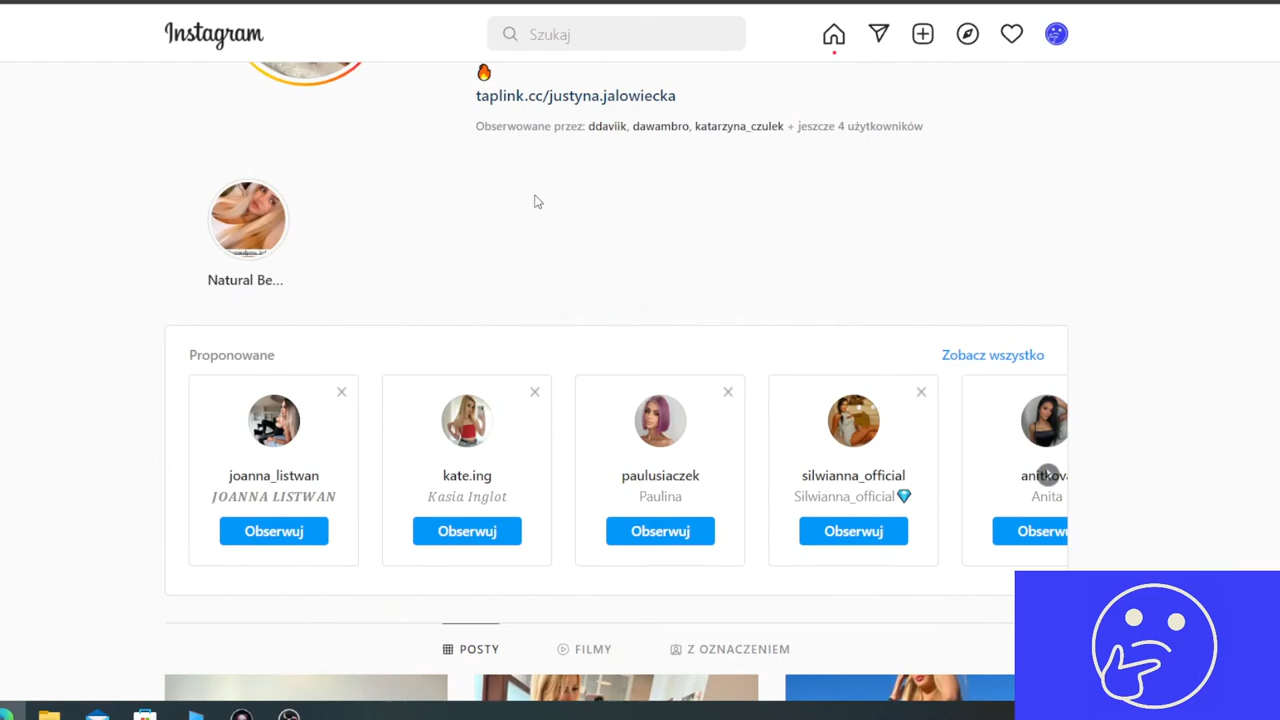 Instagram
Szukaj
🔥
taplink.cc/justyna.jalowiecka
Obserwowane przez: ddaviik, dawambro, katarzyna_czulek + jeszcze 4 użytkowników
Natural Be...
Proponowane
Zobacz wszystko
joanna_listwan
JOANNA LISTWAN
Obserwuj
kate.ing
Kasia Inglot
Obserwuj
paulusiaczek
Paulina
Obserwuj
silwianna_official
Silwianna_official💎
Obserwuj
Anita
POSTY
FILMY
Z OZNACZENIEM